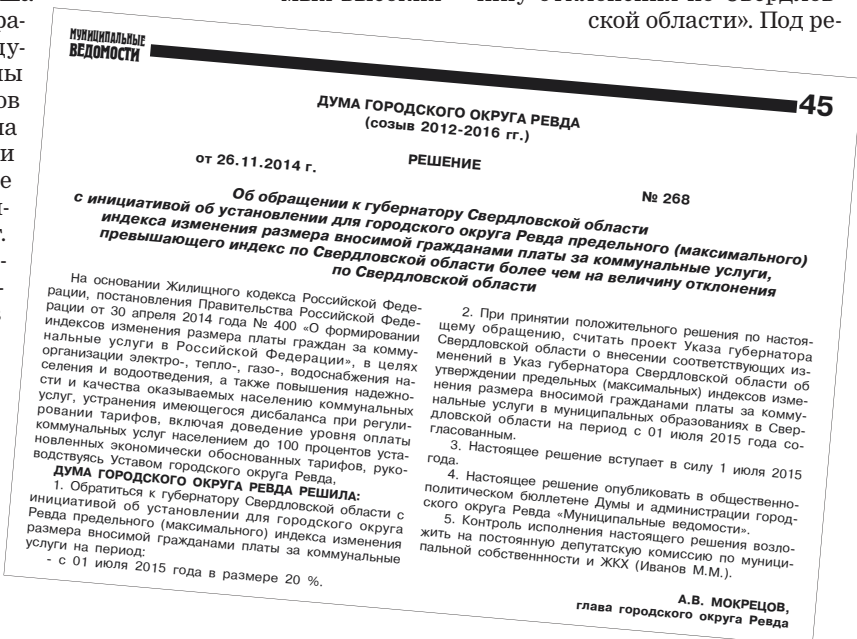 ской области». Под ре-
ра-
ду-
ов
и
е
МУНИЦИПАЛЬНЫЕ
ВЕДОМОСТИ
45
ДУМА ГОРОДСКОГО ОКРУГА РЕВДА
(созыв 2012-2016 гг.)
от 26.11.2014 г.
РЕШЕНИЕ
№ 268
Об обращении к губернатору Свердловской области
с инициативой об установлении для городского округа Ревда предельного (максимального)
индекса изменения размера вносимой гражданами платы за коммунальные услуги,
превышающего индекс по Свердловской области более чем на величину отклонения
по Свердловской области
На основании Жилищного кодекса Российской Феде-
рации, постановления Правительства Российской Феде-
рации от 30 апреля 2014 года № 400 «О формировании
индексов изменения размера платы граждан за комму-
нальные услуги в Российской Федерации», в целях
организации электро-, тепло-, газо-, водоснабжения на-
селения и водоотведения, а также повышения надежно-
сти и качества оказываемых населению коммунальных
услуг, устранения имеющегося дисбаланса при регули-
ровании тарифов, включая доведение уровня оплаты
коммунальных услуг населением до 100 процентов уста-
новленных экономически обоснованных тарифов, руко-
водствуясь Уставом городского округа Ревда,
ДУМА ГОРОДСКОГО ОКРУГА РЕВДА РЕШИЛА:
1. Обратиться к губернатору Свердловской области с
инициативой об установлении для городского округа
Ревда предельного (максимального) индекса изменения
размера вносимой гражданами платы за коммунальные
услуги на период:
- с 01 июля 2015 года в размере 20 %.
2. При принятии положительного решения по настоя-
щему обращению, считать проект Указа губернатора
Свердловской области о внесении соответствующих из-
менений в Указ губернатора Свердловской области об
утверждении предельных (максимальных) индексов изме-
нения размера вносимой гражданами платы за комму-
нальные услуги в муниципальных образованиях в Свер-
дловской области на период с 01 июля 2015 года со-
гласованным.
3. Настоящее решение вступает в силу 1 июля 2015
года.
4. Настоящее решение опубликовать в общественно-
политическом бюллетене Думы и администрации город-
ского округа Ревда «Муниципальные ведомости».
5. Контроль исполнения настоящего решения возло-
жить на постоянную депутатскую комиссию по муници-
пальной собственнности и ЖКХ (Иванов М.М.).
А.В. МОКРЕЦОВ,
глава городского округа Ревда